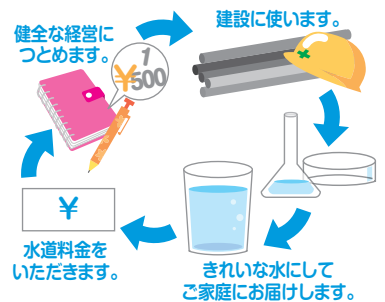 健全な経営に
つとめます。
1
¥500
建設に使います。
きれいな水にして
ご家庭にお届けします。
¥
水道料金を
いただきます。